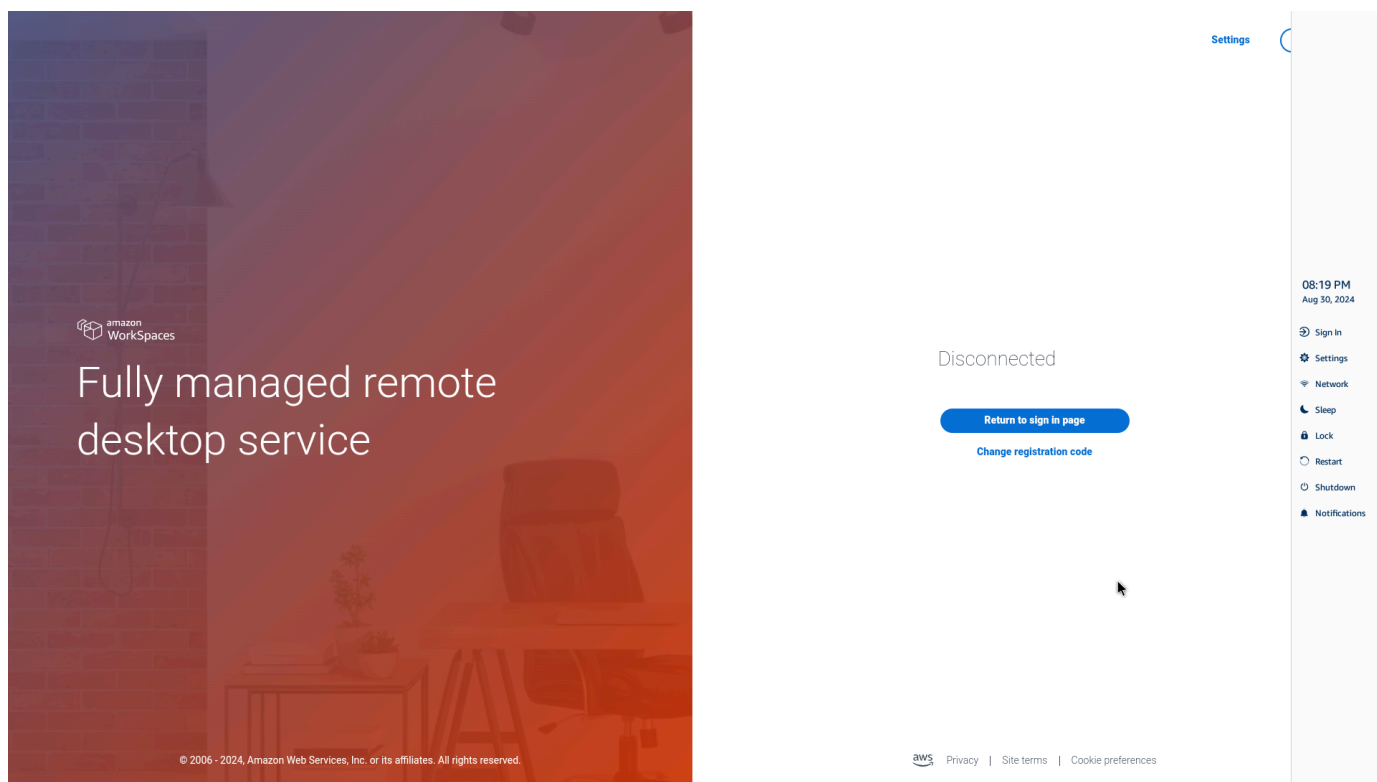 amazon
WorkSpaces
Fully managed remote
desktop service
© 2006 - 2024, Amazon Web Services, Inc. or its affiliates. All rights reserved.
Settings
Disconnected
Return to sign in page
Change registration code
aws Privacy | Site terms | Cookie preferences
08:19 PM
Aug 30, 2024
Sign In
Settings
Network
Sleep
Lock
Restart
Shutdown
Notifications